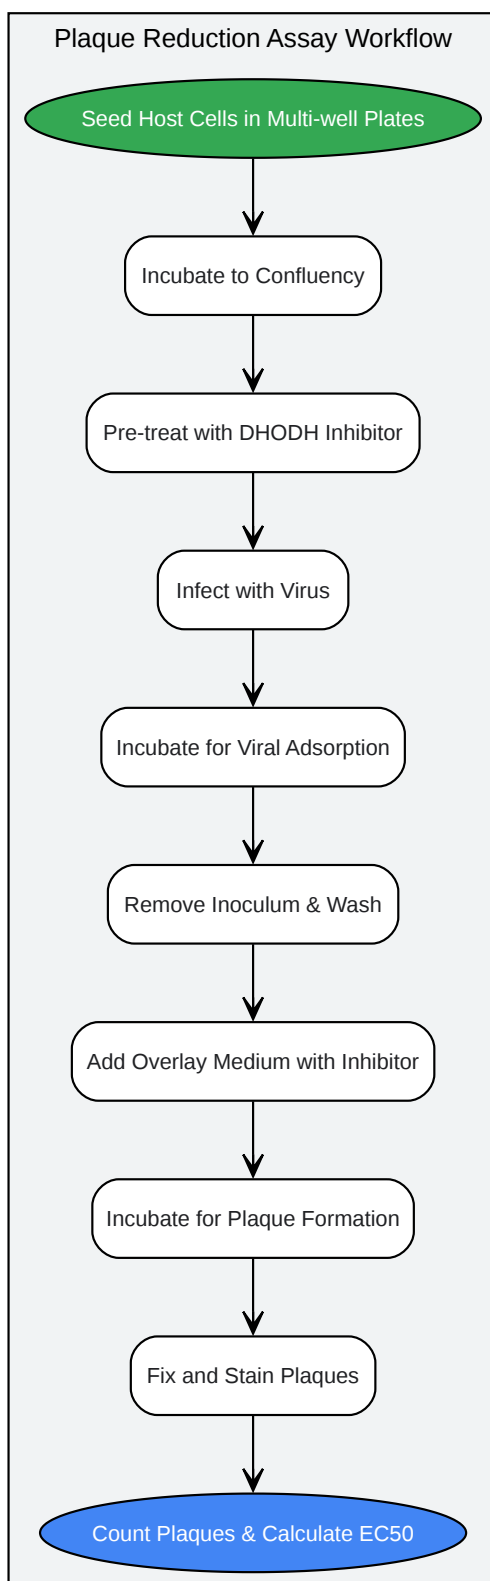 Plaque Reduction Assay Workflow
Seed Host Cells in Multi-well Plates
Incubate to Confluency
Pre-treat with DHODH Inhibitor
Infect with Virus
Incubate for Viral Adsorption
Remove Inoculum & Wash
Add Overlay Medium with Inhibitor
Incubate for Plaque Formation
Fix and Stain Plaques
Count Plaques & Calculate EC50